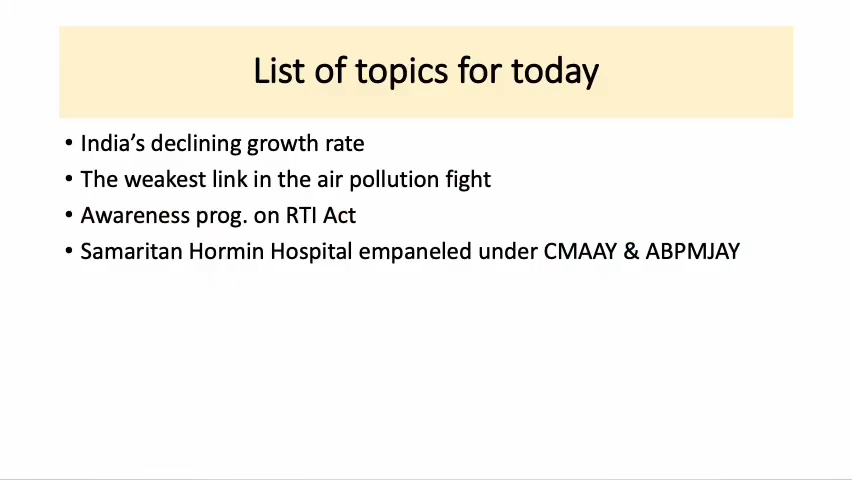 List of topics for today
• India’s declining growth rate
• The weakest link in the air pollution fight
• Awareness prog. on RTI Act
• Samaritan Hormin Hospital empaneled under CMAAY & ABPMJAY